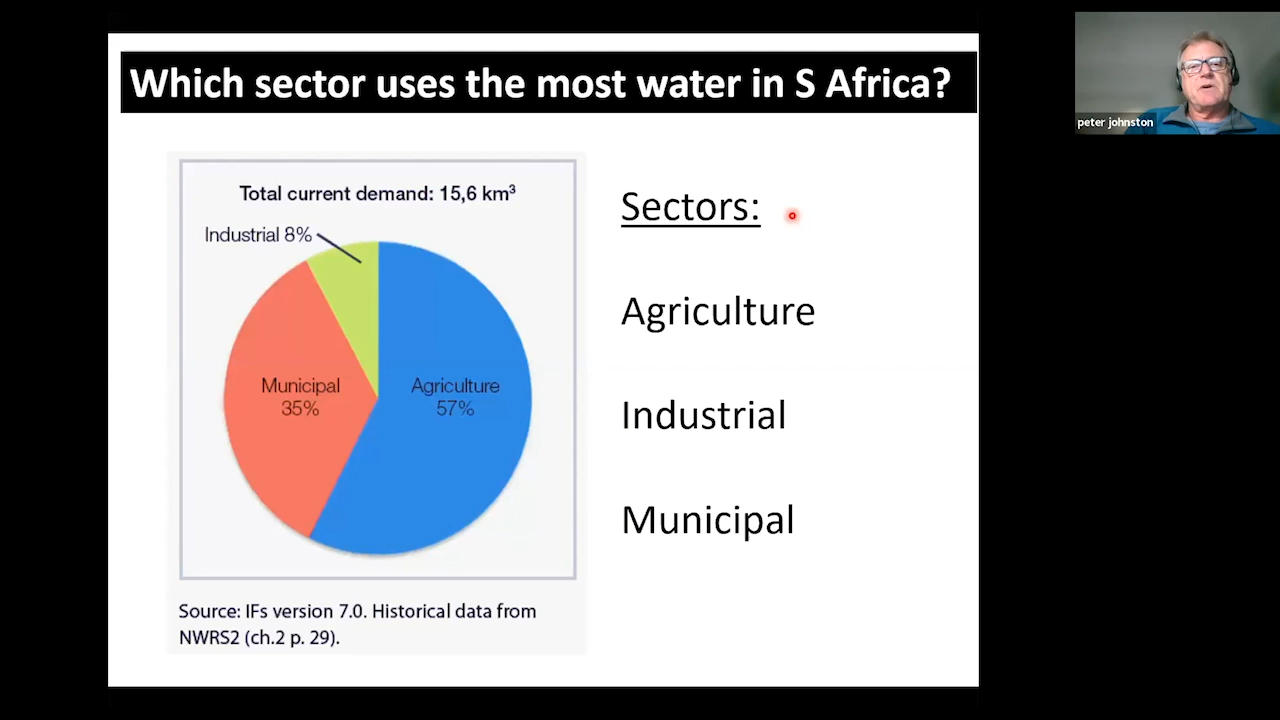 Which sector uses the most water in S Africa?
Total current demand: 15,6 km³
Industrial 8%
Municipal
35%
Agriculture
57%
Source: IFs version 7.0. Historical data from
NWRS2 (ch.2 p. 29).
Sectors:
Agriculture
Industrial
Municipal
peter johnston